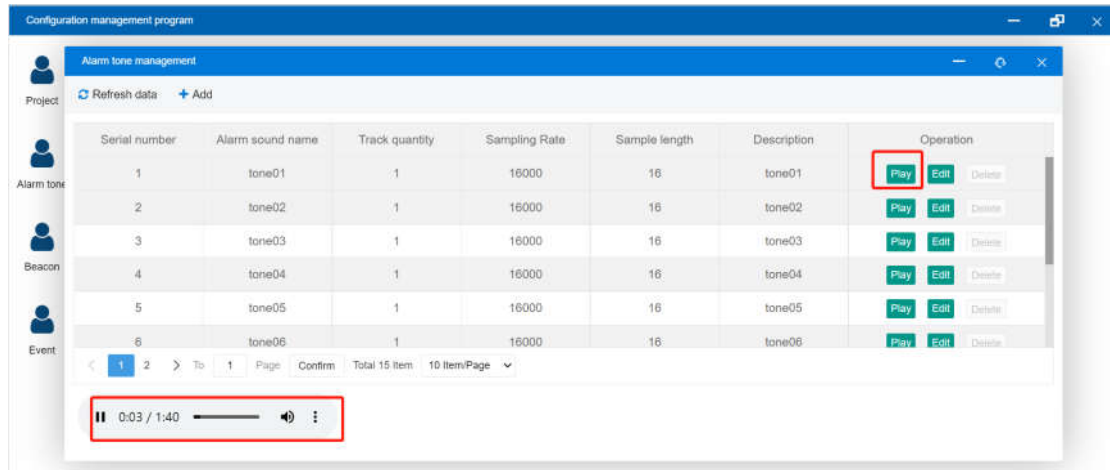 Configuration management program
Alarm tone management
Project
Refresh data + Add
Serial number Alarm sound name Track quantity Sampling Rate Sample length Description Operation
1 tone01 1 16000 16 tone01 Play Edit Delete
Alarm tone
2 tone02 1 16000 16 tone02 Play Edit Delete
3 tone03 1 16000 16 tone03 Play Edit Delete
Beacon
4 tone04 1 16000 16 tone04 Play Edit Delete
5 tone05 1 16000 16 tone05 Play Edit Delete
6 tone06 1 16000 16 tone06 Play Edit Delete
Event
< 1 2 > To 1 Page Confirm Total 15 Item 10 Item/Page
0:03 / 1:40